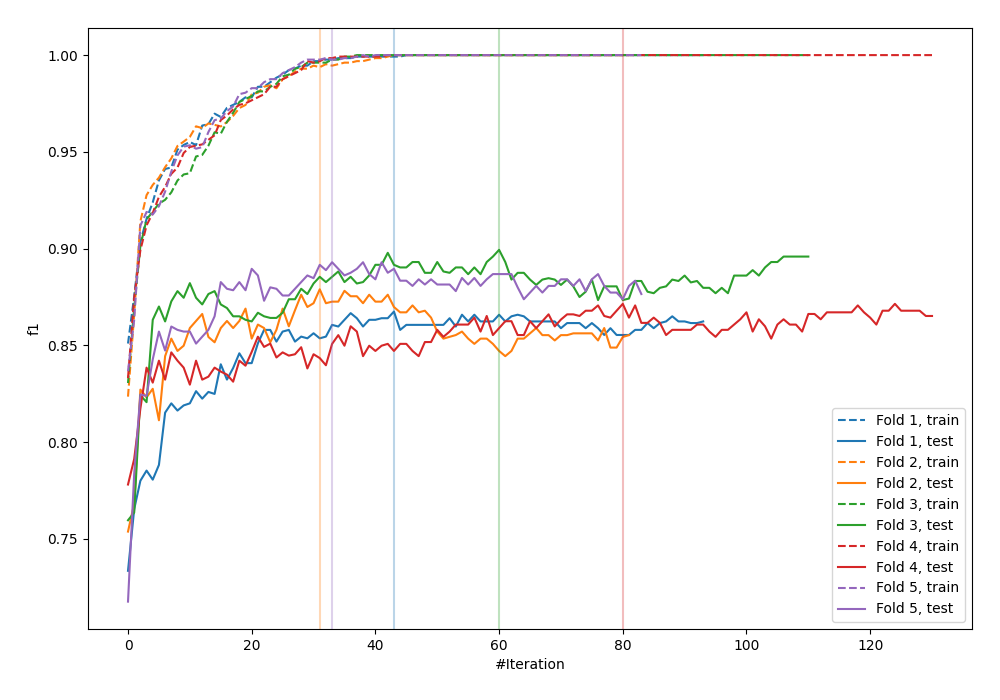 1.00
0.95
0.90
0.85
0.80
0.75
f1
0 20 40 60 80 100 120
#Iteration
Fold 1, train
Fold 1, test
Fold 2, train
Fold 2, test
Fold 3, train
Fold 3, test
Fold 4, train
Fold 4, test
Fold 5, train
Fold 5, test